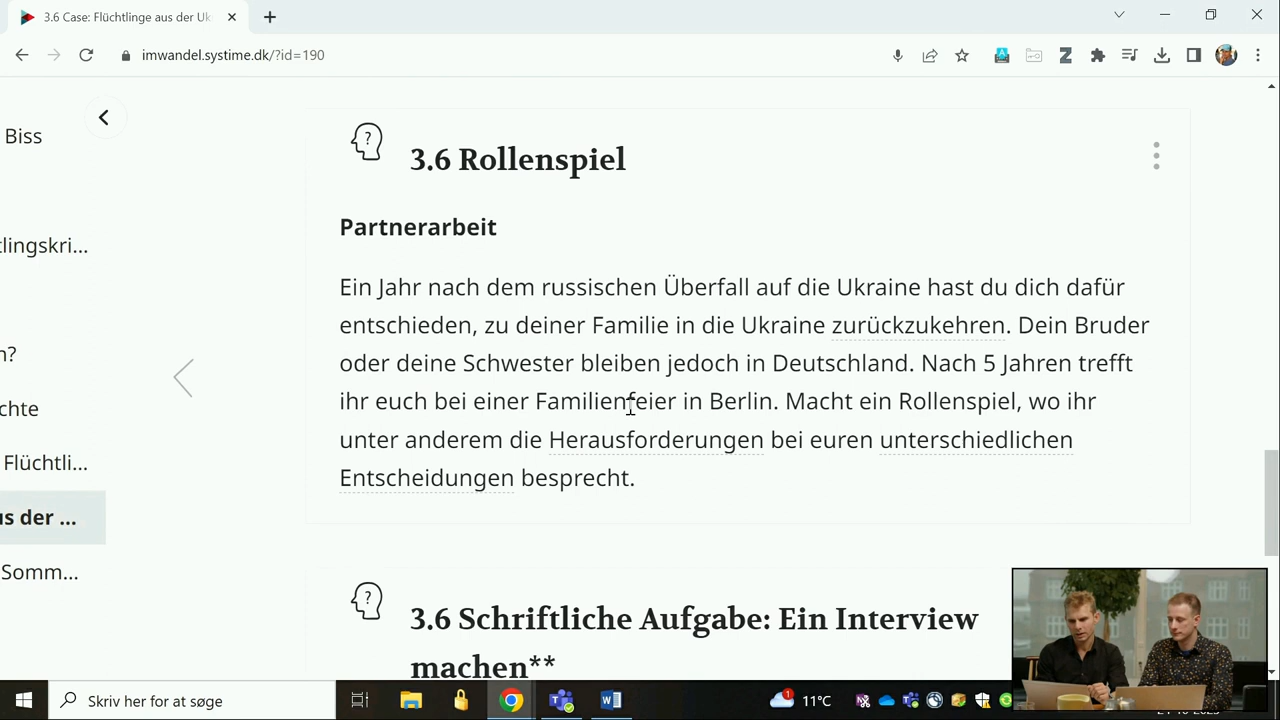 3.6 Case: Flüchtlinge aus der Uk
imwandel.systime.dk/?id=190
Biss
tlingskri...
n?
chte
Flüchtli...
us der ...
Somm...
3.6 Rollenspiel
Partnerarbeit
Ein Jahr nach dem russischen Überfall auf die Ukraine hast du dich dafür
entschieden, zu deiner Familie in die Ukraine zurückzukehren. Dein Bruder
oder deine Schwester bleiben jedoch in Deutschland. Nach 5 Jahren trefft
ihr euch bei einer Familienfeier in Berlin. Macht ein Rollenspiel, wo ihr
unter anderem die Herausforderungen bei euren unterschiedlichen
Entscheidungen besprecht.
3.6 Schriftliche Aufgabe: Ein Interview
machen**
Skriv her for at søge
1
11°C